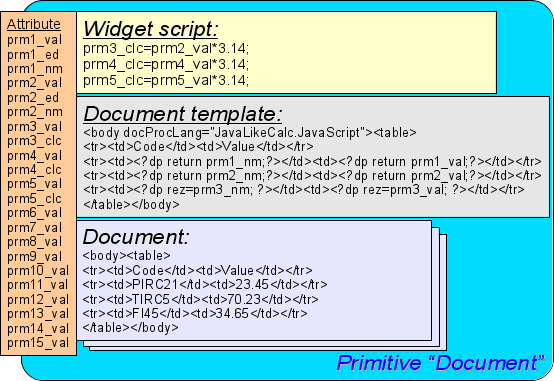 Attribute
prm1_val
prm1_ed
prm1_nm
prm2_val
prm2_ed
prm2_nm
prm3_val
prm3_clc
prm4_val
prm4_clc
prm5_val
prm5_clc
prm6_val
prm7_val
prm8_val
prm9_val
prm10_val
prm11_val
prm12_val
prm13_val
prm14_val
prm15_val
Widget script:
prm3_clc=prm2_val*3.14;
prm4_clc=prm4_val*3.14;
prm5_clc=prm5_val*3.14;
Document template:
<body docProcLang="JavaLikeCalc.JavaScript"><table>
<tr><td>Code</td><td>Value</td></tr>
<tr><td><?dp return prm1_nm;?></td><td><?dp return prm1_val;?></td></tr>
<tr><td><?dp return prm2_nm;?></td><td><?dp return prm2_val;?></td></tr>
<tr><td><?dp rez=prm3_nm; ?></td><td><?dp rez=prm3_val; ?></td></tr>
</table></body>
Document:
<body><table>
<tr><td>Code</td><td>Value</td></tr>
<tr><td>PIRC21</td><td>23.45</td></tr>
<tr><td>TIRC5</td><td>70.23</td></tr>
<tr><td>FI45</td><td>34.65</td></tr>
</table></body>
Primitive “Document”